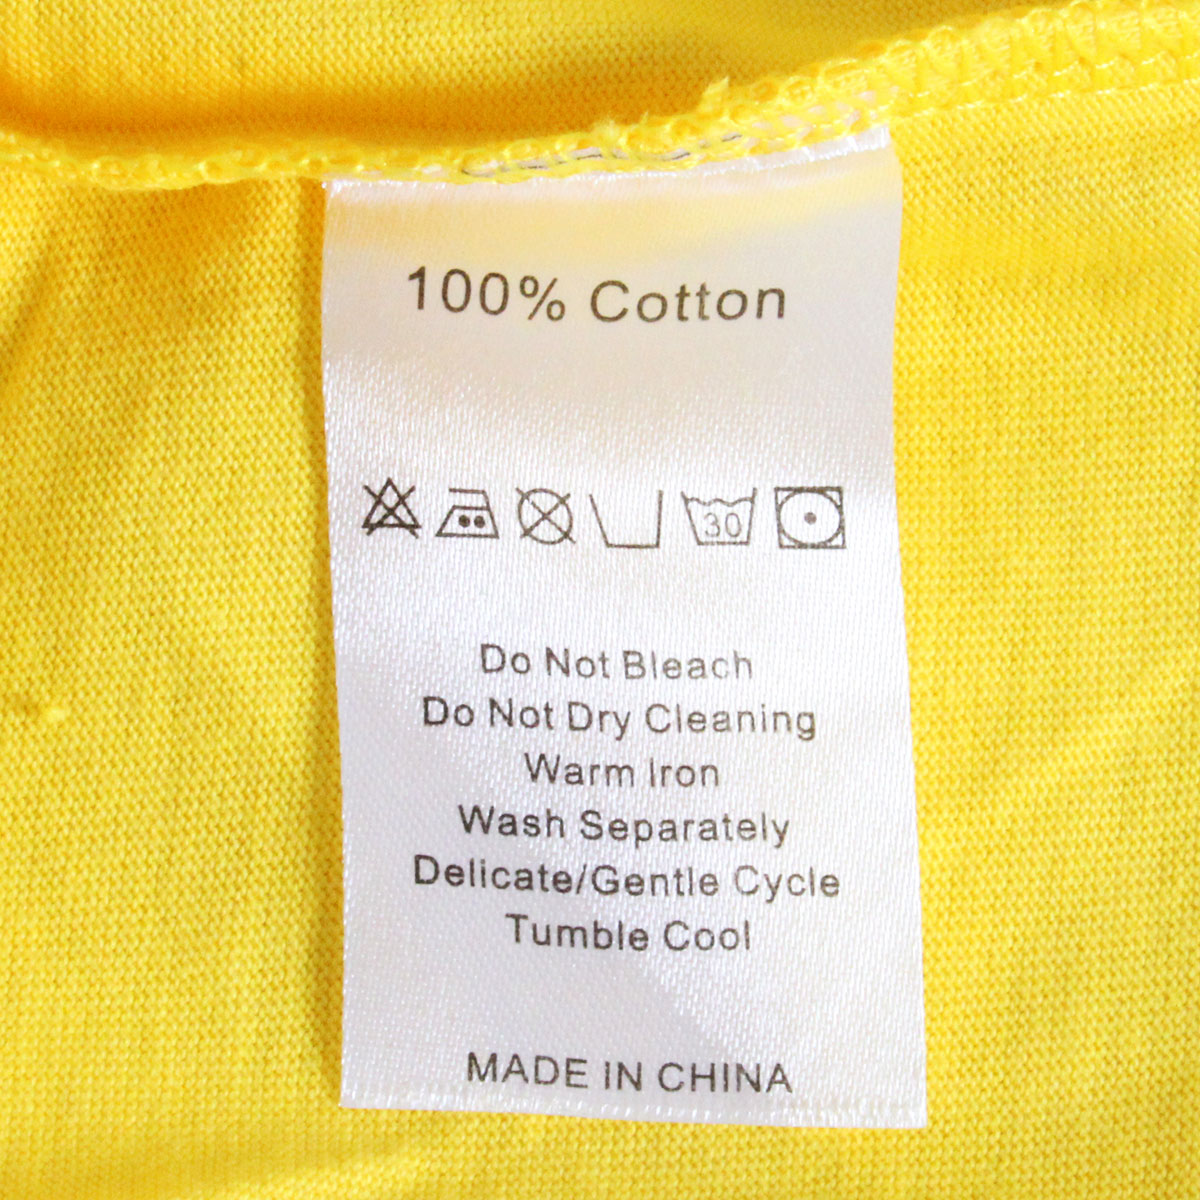 100% Cotton
30
Do Not Bleach
Do Not Dry Cleaning
Warm Iron
Wash Separately
Delicate/Gentle Cycle
Tumble Cool
MADE IN CHINA